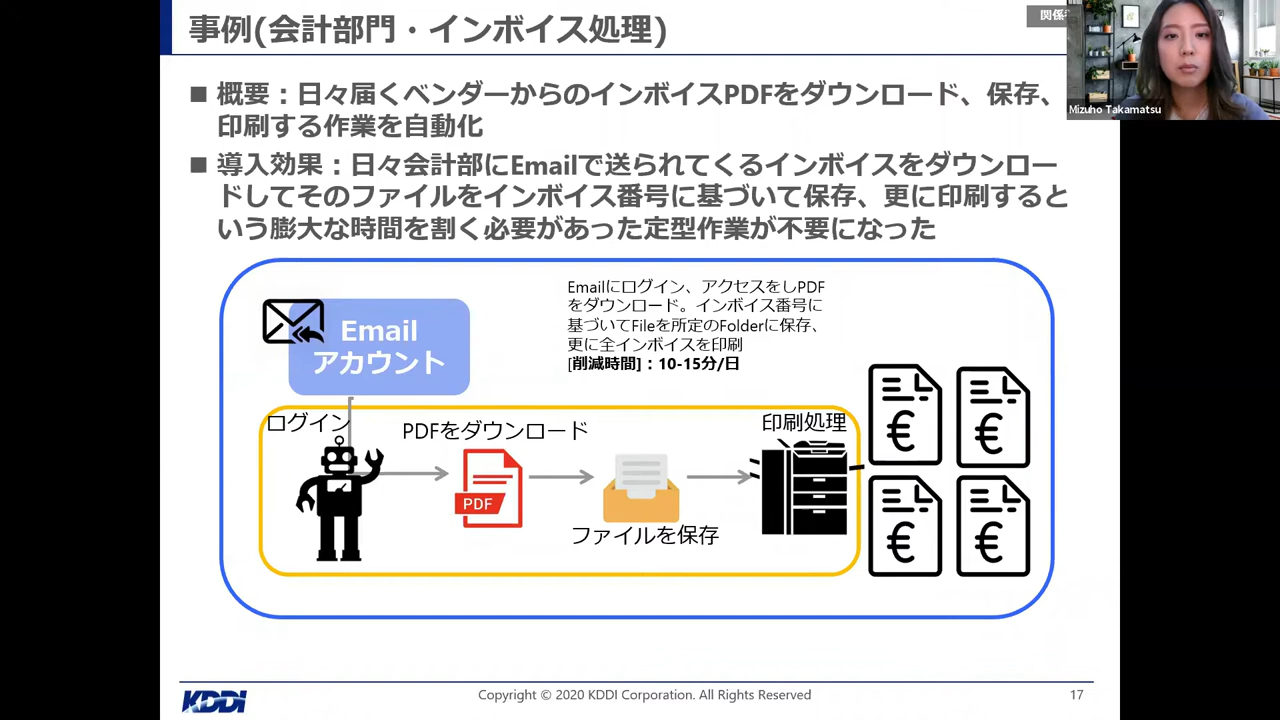 事例(会計部門・インボイス処理)
関係
Mizuho Takamatsu
■ 概要：日々届くベンダーからのインボイスPDFをダウンロード、保存、
印刷する作業を自動化
■ 導入効果：日々会計部にEmailで送られてくるインボイスをダウンロー
ドしてそのファイルをインボイス番号に基づいて保存、更に印刷すると
いう膨大な時間を割く必要があった定型作業が不要になった
Email
アカウント
Emailにログイン、アクセスをしPDF
をダウンロード。インボイス番号に
基づいてFileを所定のFolderに保存、
更に全インボイスを印刷
[削減時間]：10-15分/日
ログイン
PDFをダウンロード
印刷処理
PDF
ファイルを保存
€
€
€
€
KDDI
Copyright © 2020 KDDI Corporation. All Rights Reserved
17